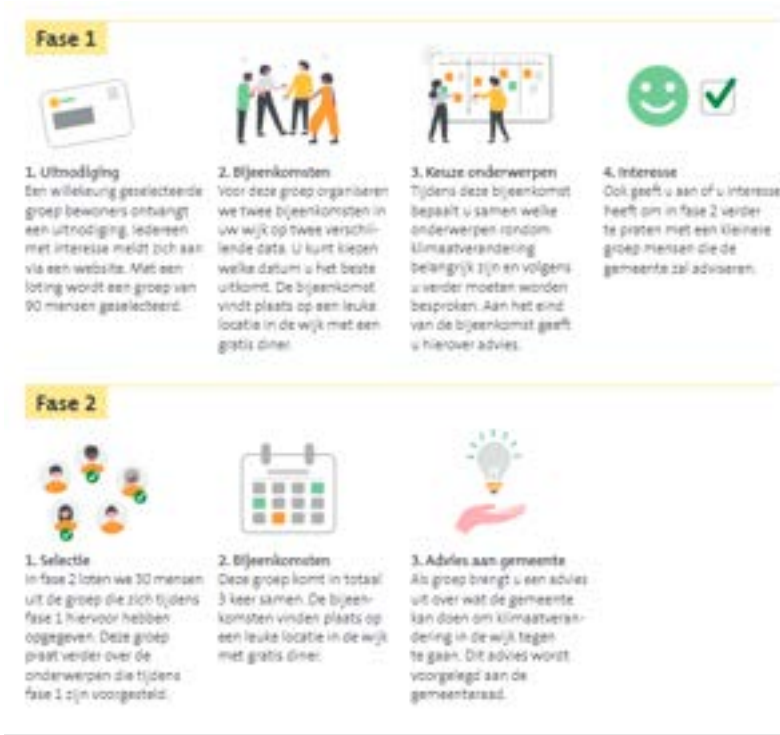 Fase 1
1. Uitnodiging
Een willekeurig geselecteerde
groep bewoners ontvangt
een uitnodiging. Iedereen
met interesse meldt zich aan
via een website. Met een
loting wordt een groep van
90 mensen geselecteerd.
2. Bijeenkomsten
Voor deze groep organiseren
we twee bijeenkomsten in
uw wijk op twee verschil-
lende data. U kunt kiepen
welke datum u het beste
uitkomt. De bijeenkomst
vindt plaats op een leuke
locatie in de wijk met een
gratis diner.
3. Keuze onderwerpen
Tijdens deze bijeenkomst
bepaalt u samen welke
onderwerpen rondom
klimaatverandering
belangrijk zijn en volgens
u verder moeten worden
besproken. Aan het eind
van de bijeenkomst geeft
u hierover advies.
4. Interesse
Ook geeft u aan of u interesse
heeft om in fase 2 verder
te praten met een kleinere
groep mensen die de
gemeente zal adviseren.
Fase 2
1. Selectie
In fase 2 loten we 30 mensen
uit de groep die zich tijdens
fase 1 hiervoor hebben
opgegeven. Deze groep
praat verder over de
onderwerpen die tijdens
fase 1 zijn voorgesteld.
2. Bijeenkomsten
Deze groep komt in totaal
3 keer samen. De bijeen-
komsten vinden plaats op
een leuke locatie in de wijk
met gratis diner.
3. Advies aan gemeente
Als groep brengt u een advies
uit over wat de gemeente
kan doen om klimaatveran-
dering in de wijk tegen
te gaan. Dit advies wordt
voorgelegd aan de
gemeenteraad.